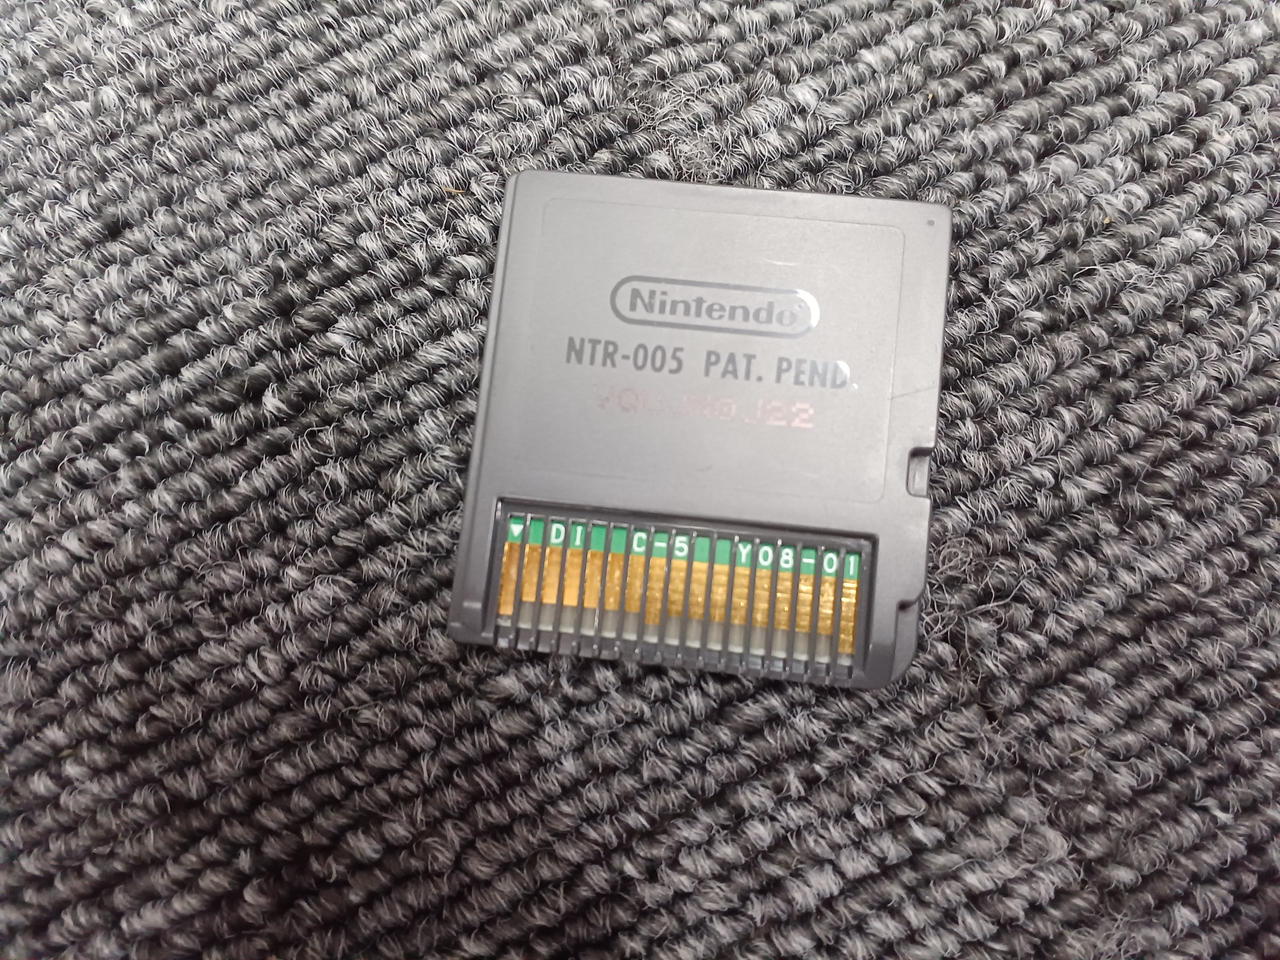 Nintendo
NTR-005 PAT. PEND.
DI C-5 Y08-01